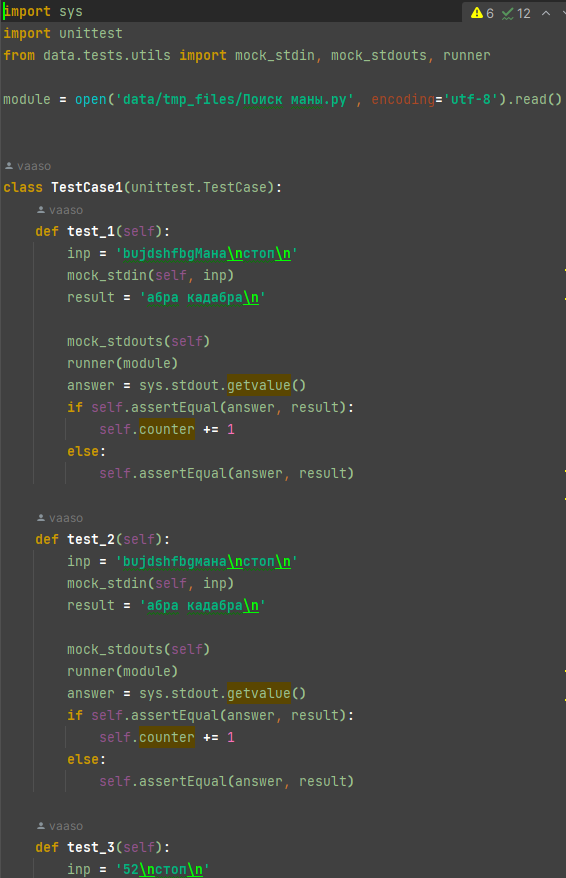 import sys
6 12
import unittest
from data.tests.utils import mock_stdin, mock_stdouts, runner
module = open('data/tmp_files/Поиск маны.py', encoding='utf-8').read()
vaaso
class TestCase1(unittest.TestCase):
vaaso
def test_1(self):
inp = 'bujdshfbgМана\nстоп\n'
mock_stdin(self, inp)
result = 'абра кадабра\n'
mock_stdouts(self)
runner(module)
answer = sys.stdout.getvalue()
if self.assertEqual(answer, result):
self.counter += 1
else:
self.assertEqual(answer, result)
vaaso
def test_2(self):
inp = 'bujdshfbgмана\nстоп\n'
mock_stdin(self, inp)
result = 'абра кадабра\n'
mock_stdouts(self)
runner(module)
answer = sys.stdout.getvalue()
if self.assertEqual(answer, result):
self.counter += 1
else:
self.assertEqual(answer, result)
vaaso
def test_3(self):
inp = '52\nстоп\n'